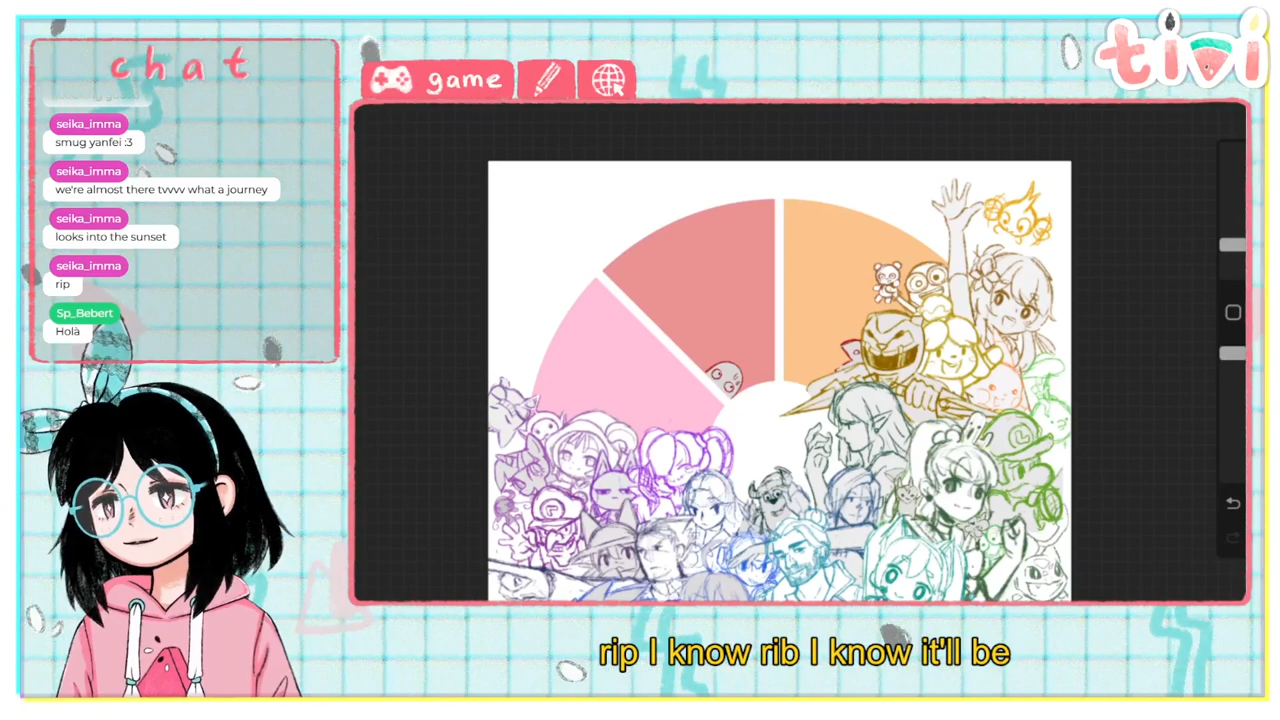 chat
tivi
game
seika_imma
smug yanfei :3
seika_imma
we're almost there tvvvv what a journey
seika_imma
looks into the sunset
seika_imma
rip
Sp_Bebert
Holà
L
rip I know rib I know it'll be